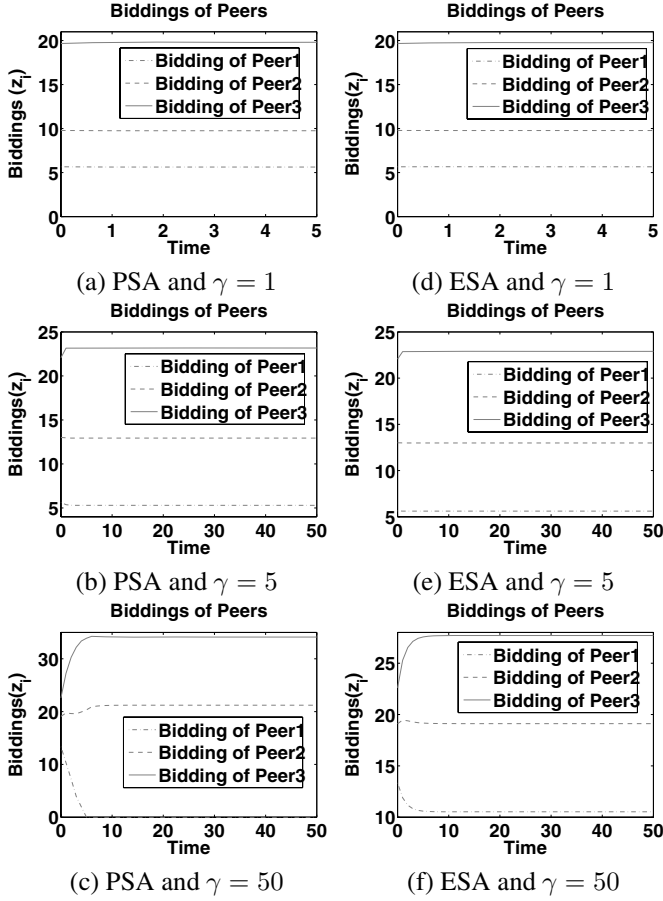 Biddings of Peers
Biddings (z_i)
20
15
10
5
0
Bidding of Peer1
Bidding of Peer2
Bidding of Peer3
0 1 2 3 4 5
Time
(a) PSA and γ = 1
Biddings of Peers
Biddings(z_i)
20
15
10
5
0
Bidding of Peer1
Bidding of Peer2
Bidding of Peer3
0 1 2 3 4 5
Time
(d) ESA and γ = 1
Biddings of Peers
Biddings(z_i)
25
20
15
10
5
Bidding of Peer1
Bidding of Peer2
Bidding of Peer3
0 10 20 30 40 50
Time
(b) PSA and γ = 5
Biddings of Peers
Biddings(z_i)
25
20
15
10
5
Bidding of Peer1
Bidding of Peer2
Bidding of Peer3
0 10 20 30 40 50
Time
(e) ESA and γ = 5
Biddings of Peers
Biddings(z_i)
30
20
10
0
Bidding of Peer1
Bidding of Peer2
Bidding of Peer3
0 10 20 30 40 50
Time
(c) PSA and γ = 50
Biddings of Peers
Biddings(z_i)
25
20
15
10
Bidding of Peer1
Bidding of Peer2
Bidding of Peer3
0 10 20 30 40 50
Time
(f) ESA and γ = 50